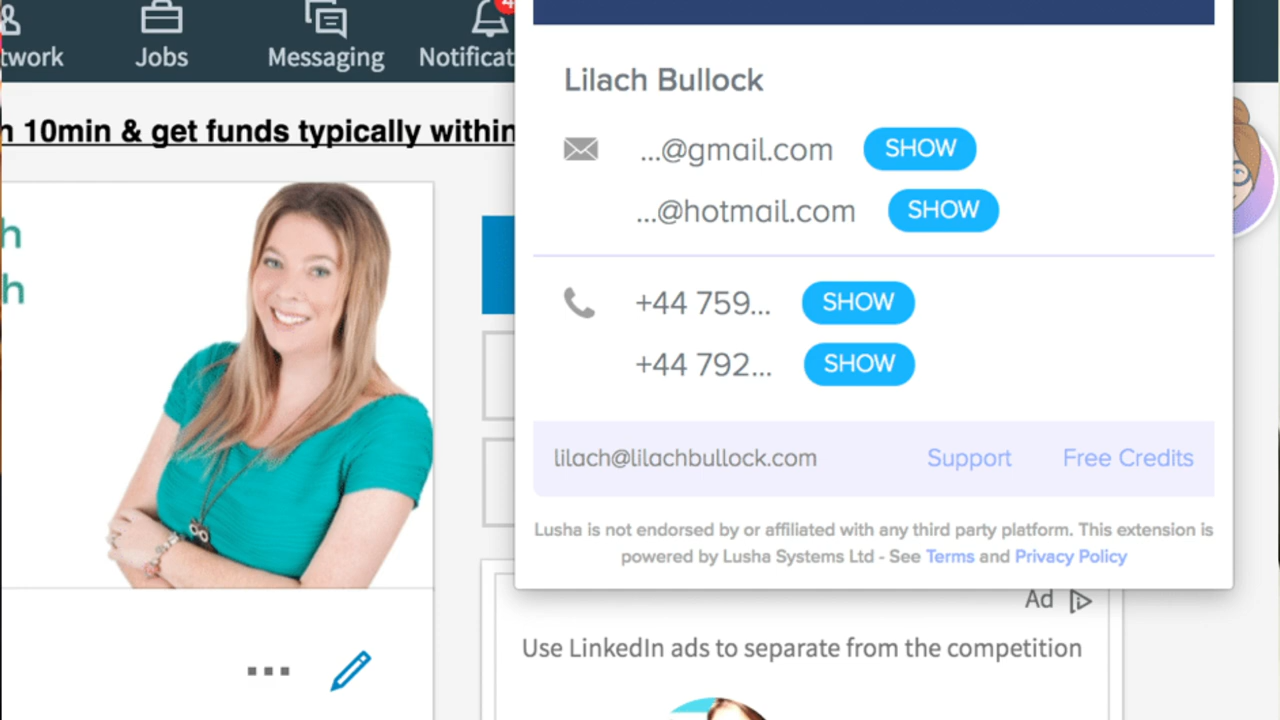 twork
Jobs
Messaging
Notificat
4
n 10min & get funds typically within
h
h
Lilach Bullock
...@gmail.com SHOW
...@hotmail.com SHOW
+44 759... SHOW
+44 792... SHOW
lilach@lilachbullock.com Support Free Credits
Lusha is not endorsed by or affiliated with any third party platform. This extension is
powered by Lusha Systems Ltd - See Terms and Privacy Policy
Ad
Use LinkedIn ads to separate from the competition